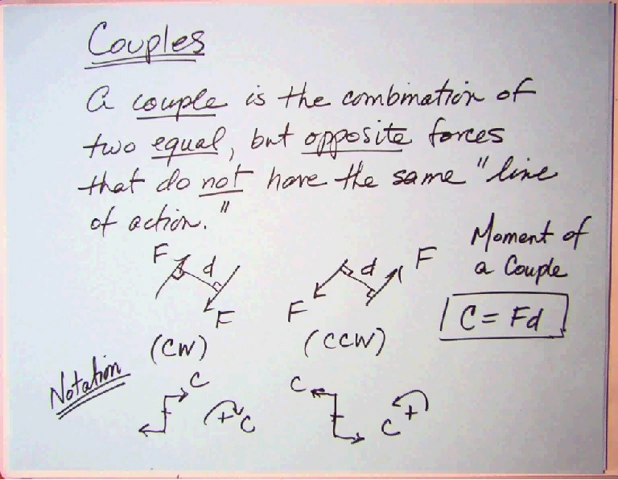 Couples
A couple is the combination of
two equal, but opposite forces
that do not have the same "line
of action."
F d F
F d F
(CW)
(CCW)
Moment of
a Couple
C = Fd
Notation
C
+ C
C
C +